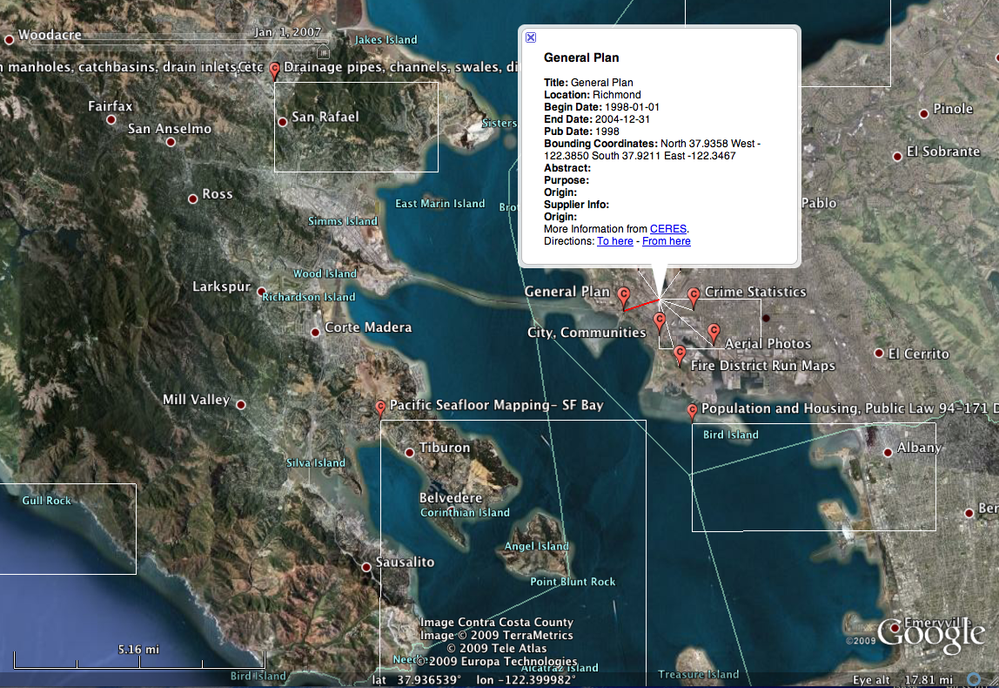 Woodacre
Jan 1, 2007
Jakes Island
manholes, catchbasins, drain inlets,etc
Drainage pipes, channels, swales, di
Fairfax
San Anselmo
San Rafael
Sisters
Pinole
El Sobrante
Pablo
Ross
East Marin Island
Simms Island
General Plan
Title: General Plan
Location: Richmond
Begin Date: 1998-01-01
End Date: 2004-12-31
Pub Date: 1998
Bounding Coordinates: North 37.9358 West -
122.3850 South 37.9211 East -122.3467
Abstract:
Purpose:
Origin:
Supplier Info:
Origin:
More Information from CERES.
Directions: To here - From here
Wood Island
Larkspur
Richardson Island
General Plan
Crime Statistics
Corte Madera
City, Communities
Aerial Photos
El Cerrito
Fire District Run Maps
Mill Valley
Pacific Seafloor Mapping- SF Bay
Population and Housing, Public Law 94-171 D
Bird Island
Tiburon
Albany
Silva Island
Gull Rock
Belvedere
Corinthian Island
Ber
Angel Island
Sausalito
Point Blunt Rock
Image Contra Costa County
Image © 2009 TerraMetrics
© 2009 Tele Atlas
© 2009 Europa Technologies
Emeryville
©2009 Google
5.16 mi
Bird Island
Alcatraz Island
Treasure Island
lat 37.936539° lon -122.399982°
Eye alt 17.81 mi